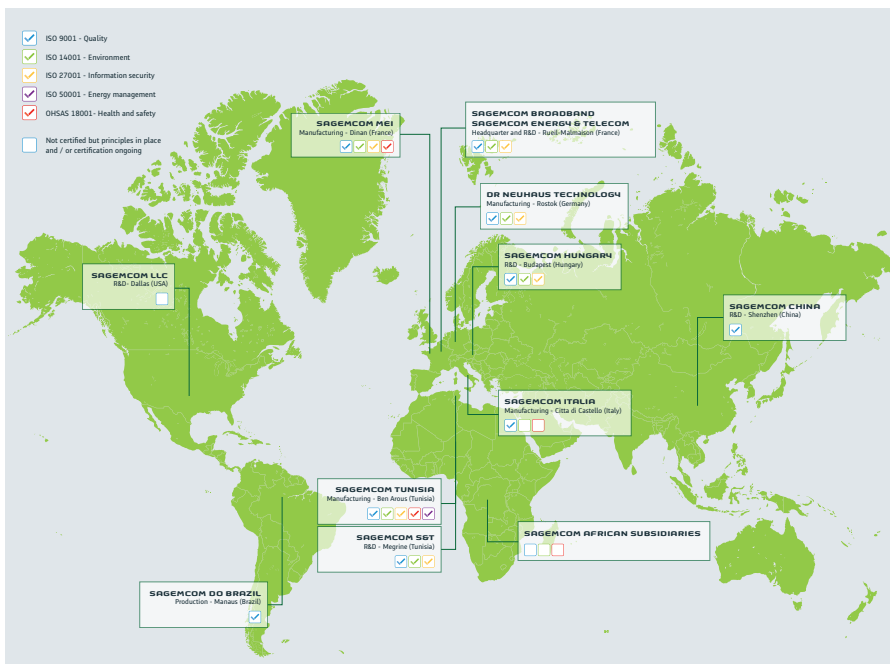 ISO 9001 - Quality
ISO 14001 - Environment
ISO 27001 - Information security
ISO 50001 - Energy management
OHSAS 18001- Health and safety
Not certified but principles in place
and / or certification ongoing
SAGEMCOM MEI
Manufacturing - Dinan (France)
SAGEMCOM BROADBAND
SAGEMCOM ENERGY & TELECOM
Headquarter and R&D - Rueil-Malmaison (France)
DR NEUHAUS TECHNOLOGY
Manufacturing - Rostok (Germany)
SAGEMCOM HUNGARY
R&D - Budapest (Hungary)
SAGEMCOM LLC
R&D- Dallas (USA)
SAGEMCOM CHINA
R&D - Shenzhen (China)
SAGEMCOM ITALIA
Manufacturing - Citta di Castello (Italy)
SAGEMCOM TUNISIA
Manufacturing - Ben Arous (Tunisia)
SAGEMCOM S&T
R&D - Megrine (Tunisia)
SAGEMCOM AFRICAN SUBSIDIARIES
SAGEMCOM DO BRAZIL
Production - Manaus (Brazil)